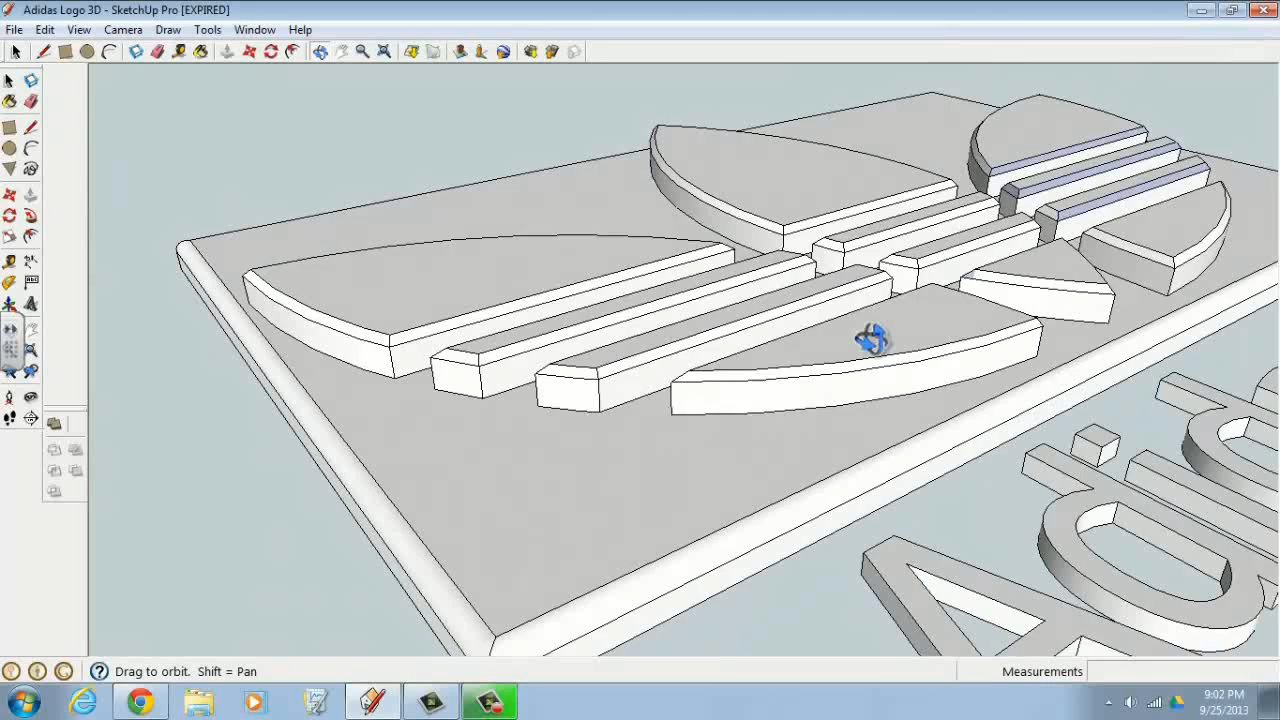 Adidas Logo 3D - SketchUp Pro [EXPIRED]
File Edit View Camera Draw Tools Window Help
Adidas
Drag to orbit. Shift = Pan
Measurements
9:02 PM
9/25/2013